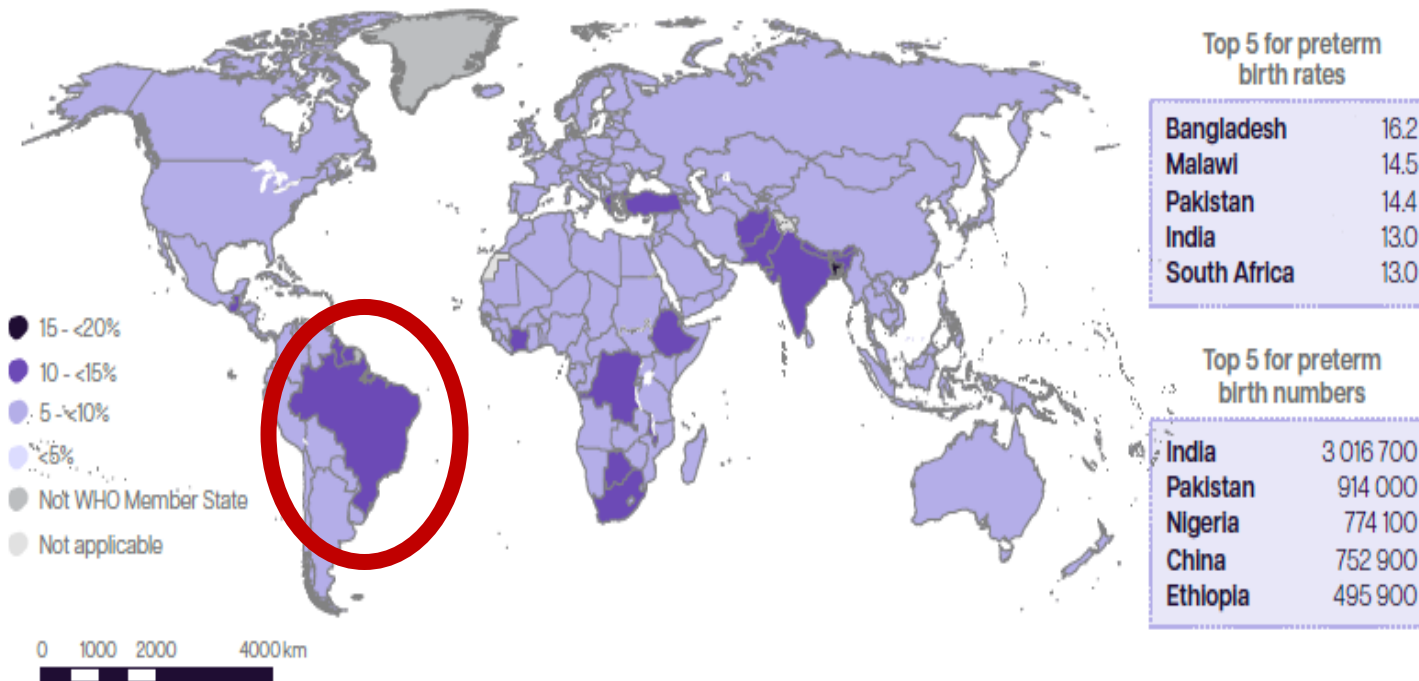 Top 5 for preterm
birth rates
Bangladesh 16.2
Malawi 14.5
Pakistan 14.4
India 13.0
South Africa 13.0
15 - <20%
10 - <15%
5 - <10%
<5%
Not WHO Member State
Not applicable
Top 5 for preterm
birth numbers
India 3 016 700
Pakistan 914 000
Nigeria 774 100
China 752 900
Ethiopia 495 900
0 1000 2000 4000 km